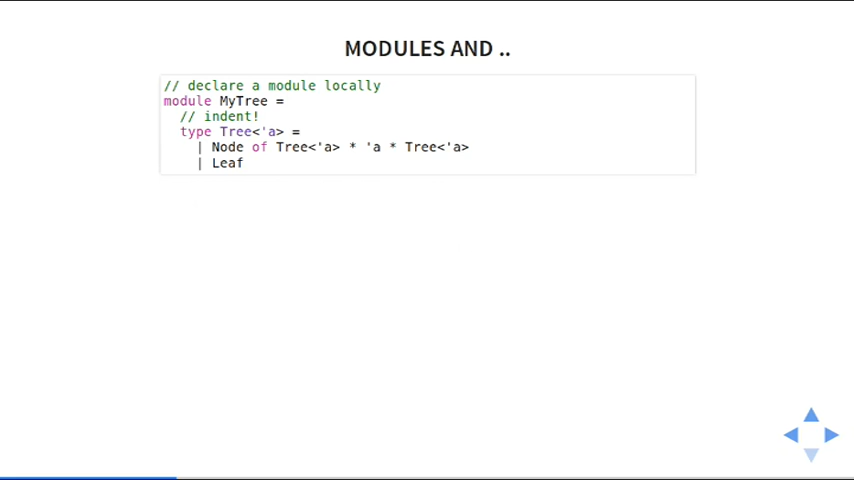 MODULES AND ..
// declare a module locally
module MyTree =
  // indent!
  type Tree<'a> =
    | Node of Tree<'a> * 'a * Tree<'a>
    | Leaf